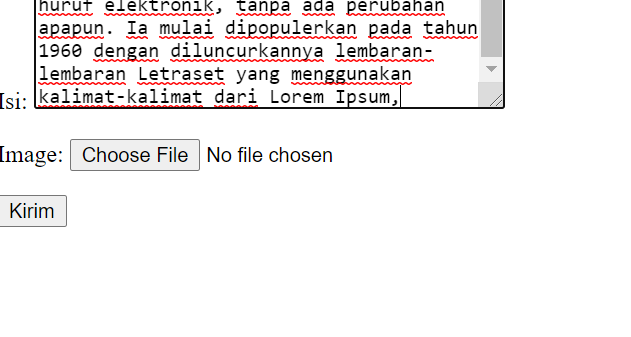 huruf elektronik, tanpa ada perubahan
apapun. Ia mulai dipopulerkan pada tahun
1960 dengan diluncurkannya lembaran-
lembaran Letraset yang menggunakan
Isi: kalimat-kalimat dari Lorem Ipsum,
Image: Choose File No file chosen
Kirim